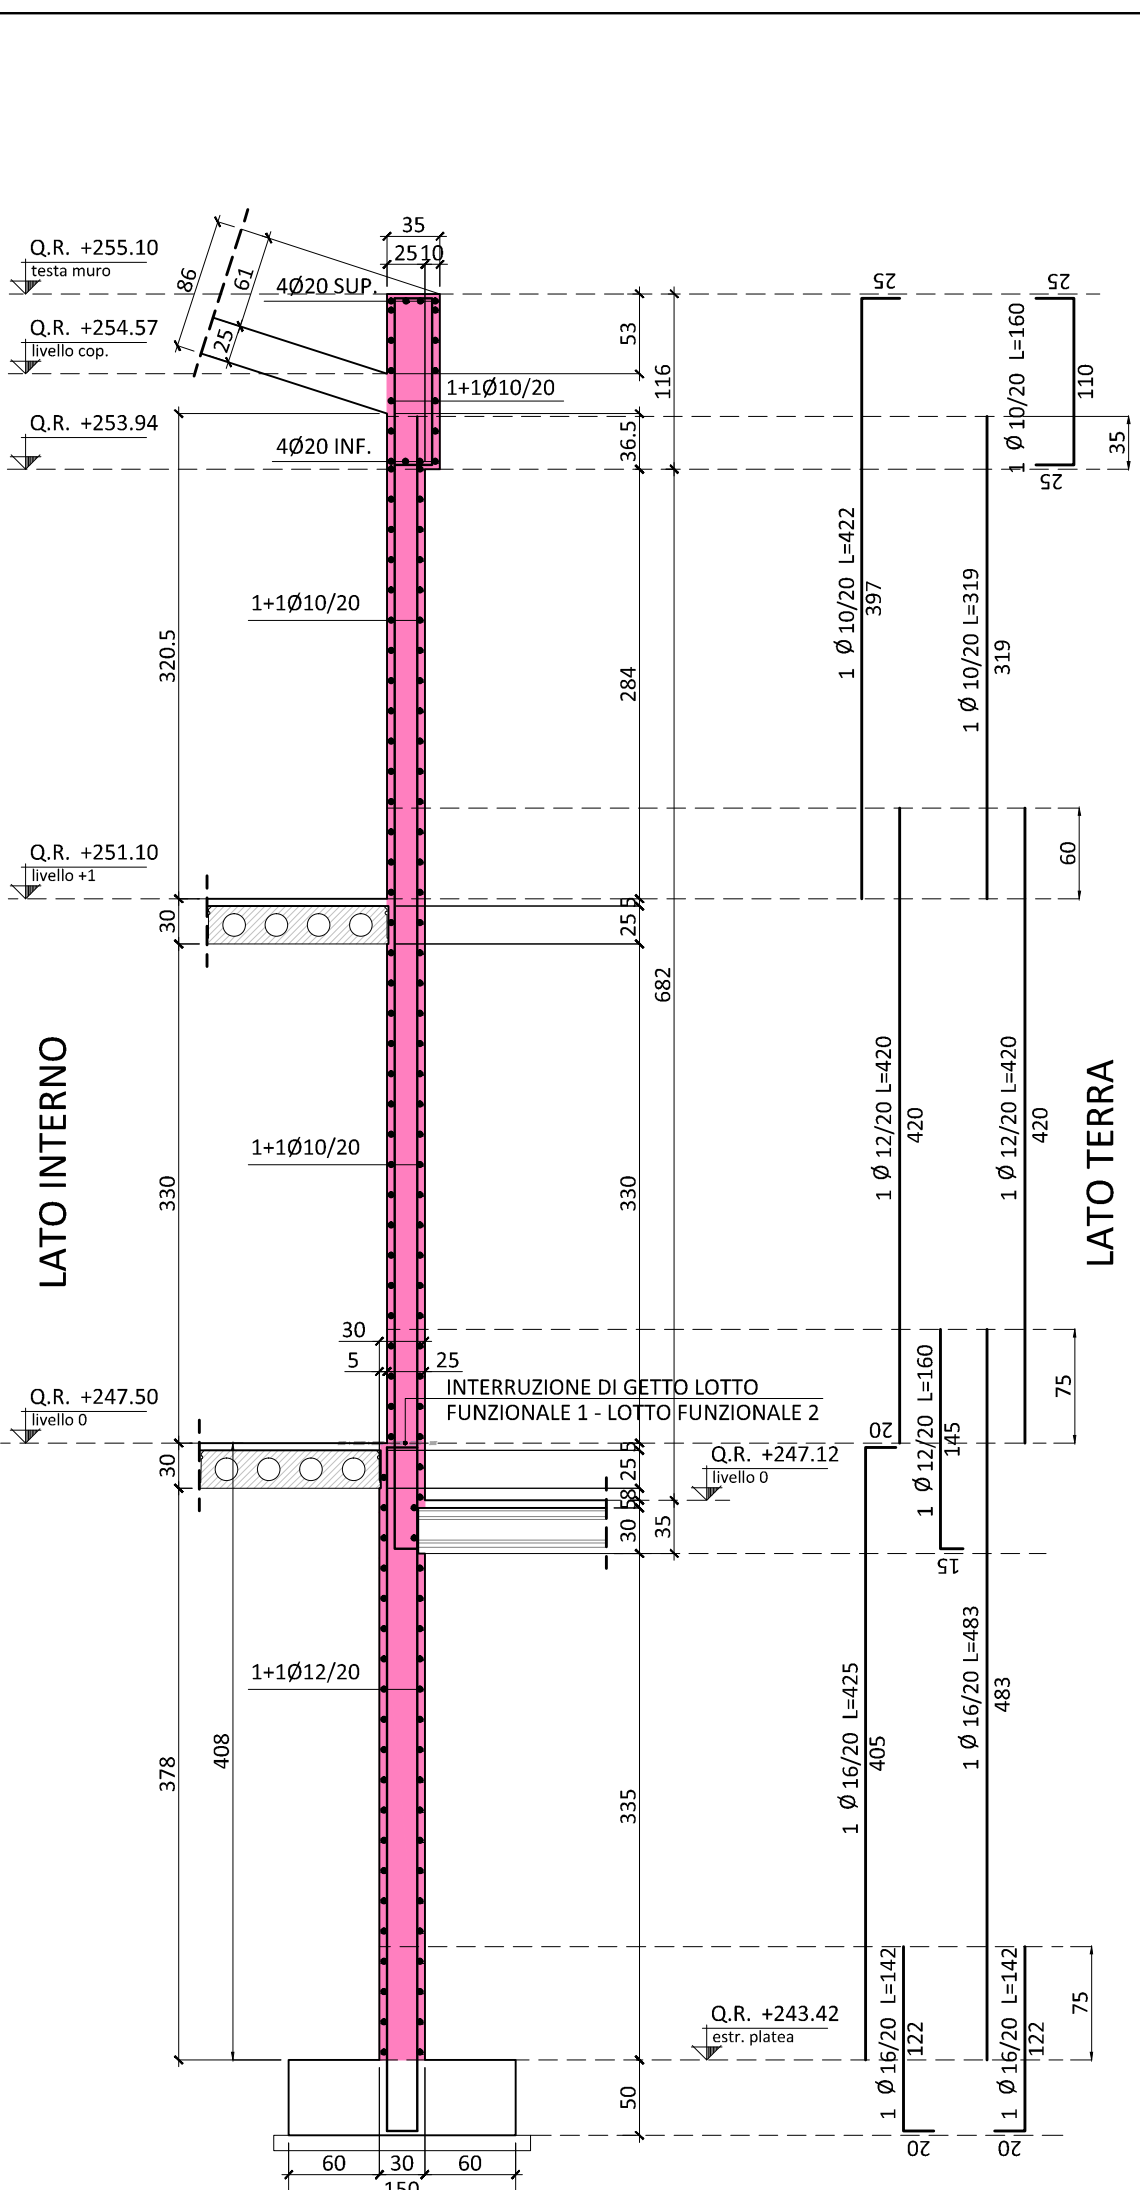 35
25 10
Q.R. +255.10
testa muro
86
61
25
4Ø20 SUP.
Q.R. +254.57
livello cop.
53
116
1+1Ø10/20
Q.R. +253.94
4Ø20 INF.
36.5
25
25
1 Ø 10/20 L=160
110
25
35
1+1Ø10/20
320.5
284
1 Ø 10/20 L=422
397
1 Ø 10/20 L=319
319
60
Q.R. +251.10
livello +1
30
5
25
682
LATO INTERNO
330
1+1Ø10/20
330
1 Ø 12/20 L=420
420
1 Ø 12/20 L=420
420
LATO TERRA
30
5
25
INTERRUZIONE DI GETTO LOTTO
FUNZIONALE 1 - LOTTO FUNZIONALE 2
Q.R. +247.50
livello 0
30
5
25
8
5
30
35
Q.R. +247.12
livello 0
20
1 Ø 12/20 L=160
145
15
75
1+1Ø12/20
378
408
335
1 Ø 16/20 L=425
405
1 Ø 16/20 L=483
483
Q.R. +243.42
estr. platea
50
1 Ø 16/20 L=142
122
20
1 Ø 16/20 L=142
122
20
75
60
30
60
150